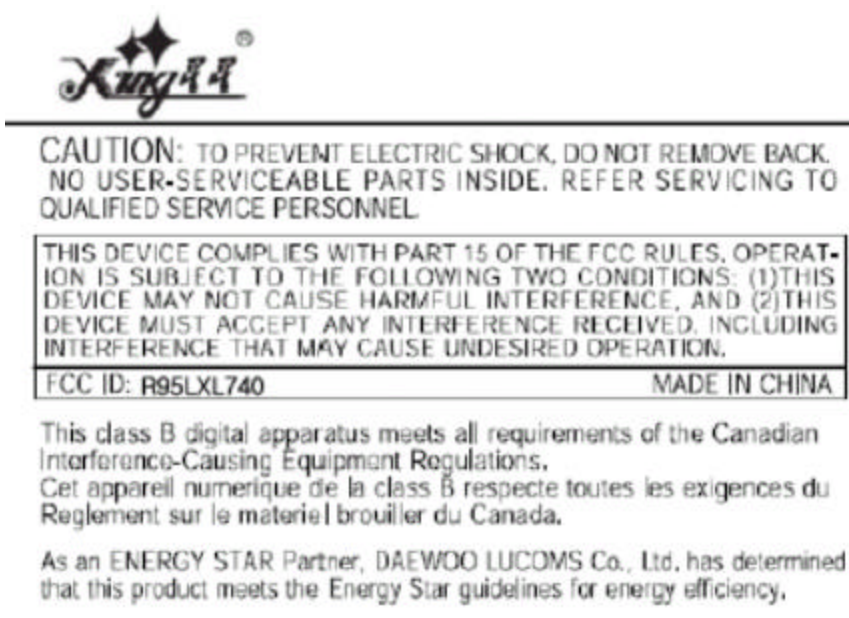 Xing
®
CAUTION: TO PREVENT ELECTRIC SHOCK, DO NOT REMOVE BACK.
NO USER-SERVICEABLE PARTS INSIDE. REFER SERVICING TO
QUALIFIED SERVICE PERSONNEL
THIS DEVICE COMPLIES WITH PART 15 OF THE FCC RULES. OPERAT-
ION IS SUBJECT TO THE FOLLOWING TWO CONDITIONS: (1)THIS
DEVICE MAY NOT CAUSE HARMFUL INTERFERENCE, AND (2)THIS
DEVICE MUST ACCEPT ANY INTERFERENCE RECEIVED, INCLUDING
INTERFERENCE THAT MAY CAUSE UNDESIRED OPERATION.
FCC ID: R95LXL740 MADE IN CHINA
This class B digital apparatus meets all requirements of the Canadian
Interference-Causing Equipment Regulations.
Cet appareil numerique de la class B respecte toutes les exigences du
Reglement sur le materiel brouiller du Canada.
As an ENERGY STAR Partner, DAEWOO LUCOMS Co., Ltd. has determined
that this product meets the Energy Star guidelines for energy efficiency.